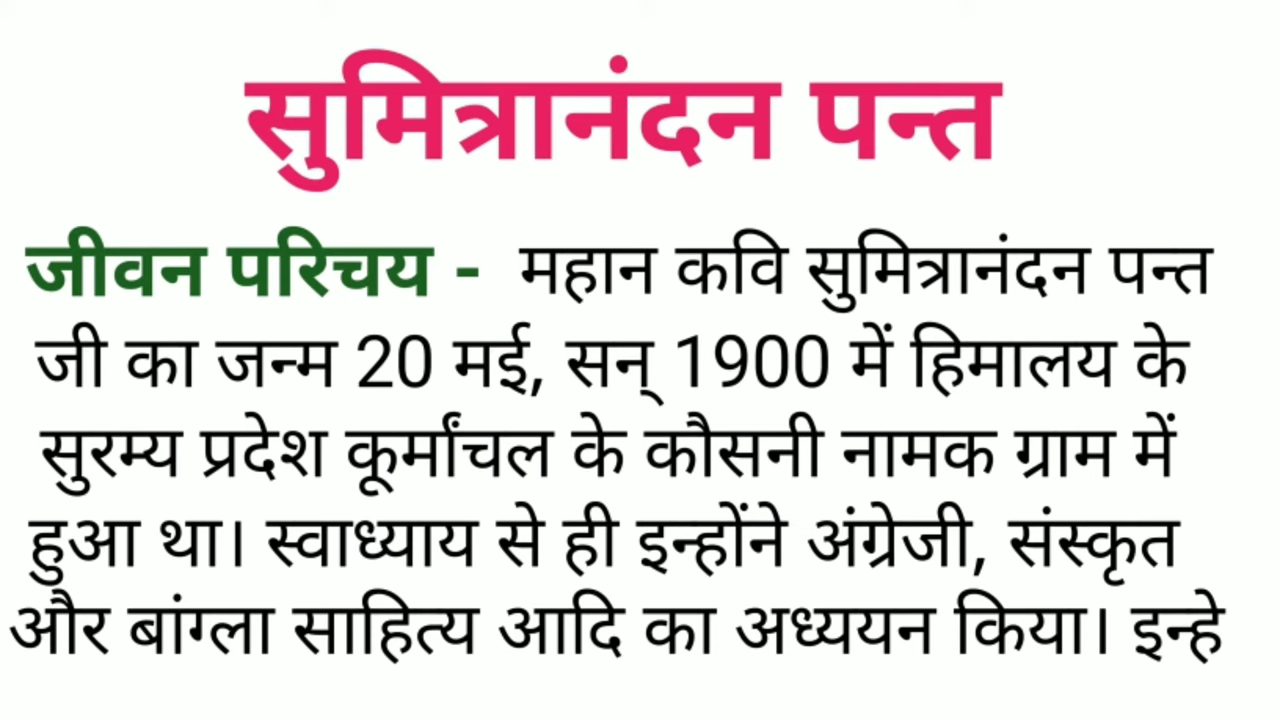 सुमित्रानंदन पन्त
जीवन परिचय - महान कवि सुमित्रानंदन पन्त
जी का जन्म 20 मई, सन् 1900 में हिमालय के
सुरम्य प्रदेश कूर्मांचल के कौसनी नामक ग्राम में
हुआ था। स्वाध्याय से ही इन्होंने अंग्रेजी, संस्कृत
और बांग्ला साहित्य आदि का अध्ययन किया। इन्हे